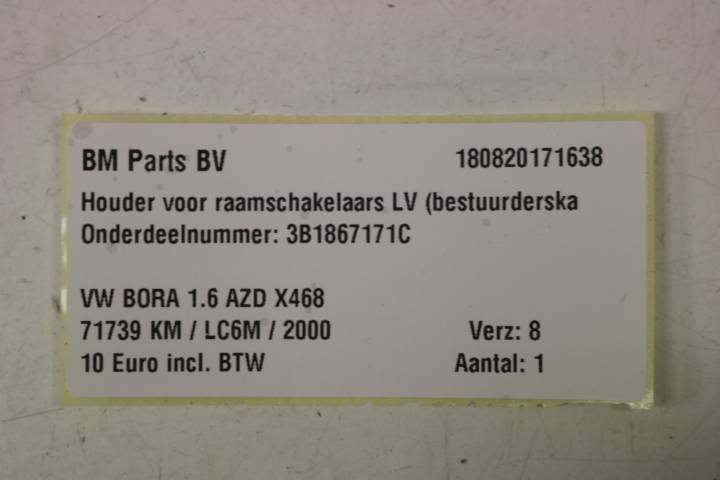 BM Parts BV 180820171638
Houder voor raamschakelaars LV (bestuurderska
Onderdeelnummer: 3B1867171C
VW BORA 1.6 AZD X468
71739 KM / LC6M / 2000 Verz: 8
10 Euro incl. BTW Aantal: 1